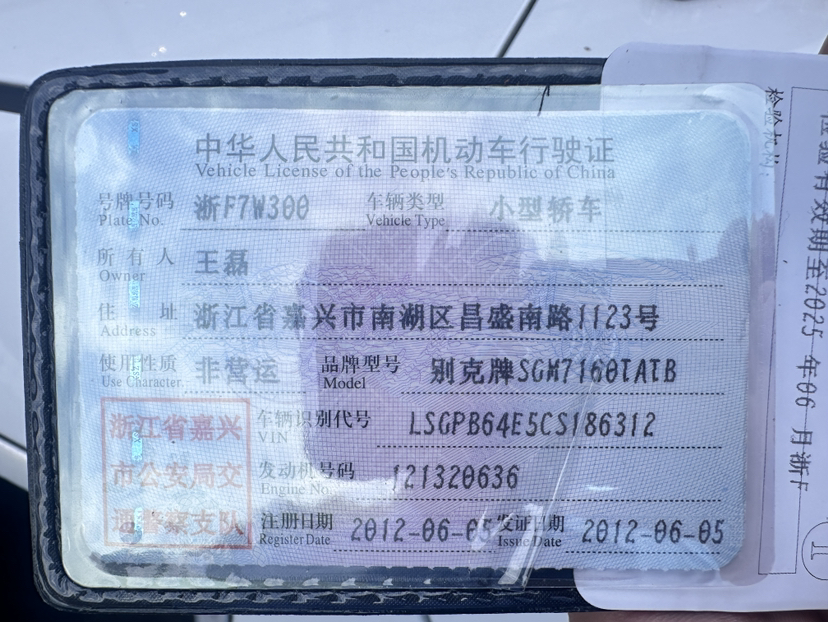 中华人民共和国机动车行驶证
Vehicle License of the People's Republic of China
号牌号码 浙F7W300 车辆类型 小型轿车
Plate No. Vehicle Type
所有人 王磊
Owner
住址 浙江省嘉兴市南湖区昌盛南路1123号
Address
使用性质 非营运 品牌型号 别克牌SGM7160TATB
Use Character Model
浙江省嘉兴
市公安局交
通警察支队
车辆识别代号 LSGPB64E5CS186312
VIN
发动机号码 121320636
Engine No.
注册日期 2012-06-05 发证日期 2012-06-05
Register Date Issue Date
检验有效期至2025年06月浙F